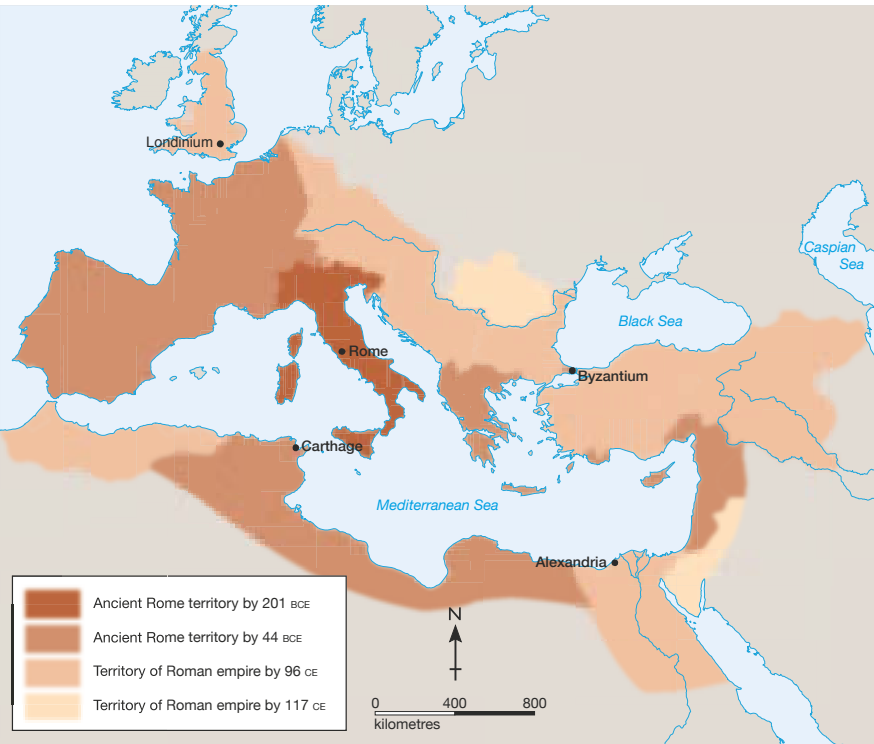 Londinium
Caspian
Sea
Black Sea
Rome
Byzantium
Carthage
Mediterranean Sea
Alexandria
Ancient Rome territory by 201 BCE
Ancient Rome territory by 44 BCE
Territory of Roman empire by 96 CE
Territory of Roman empire by 117 CE
N
0 400 800
kilometres